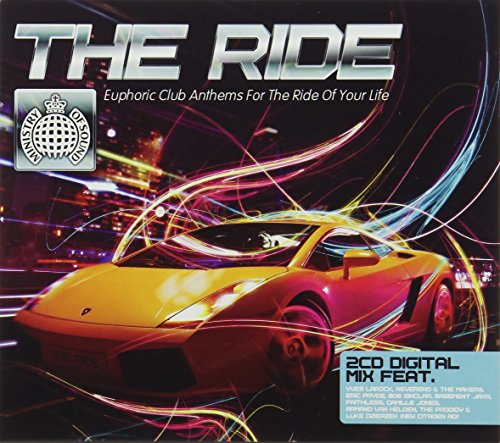 THE RIDE
Euphoric Club Anthems For The Ride Of Your Life
MINISTRY OF SOUND
2CD DIGITAL
MIX FEAT.
YVES LAROCK, REVEREND & THE MAKERS,
ERIC PRYDZ, BOB SINCLAR, BASEMENT JAXX,
FAITHLESS, CAMILLE JONES,
ARMAND VAN HELDEN, THE PRODIGY &
LUKE DZIERZEK (NEW CITROEN AD)